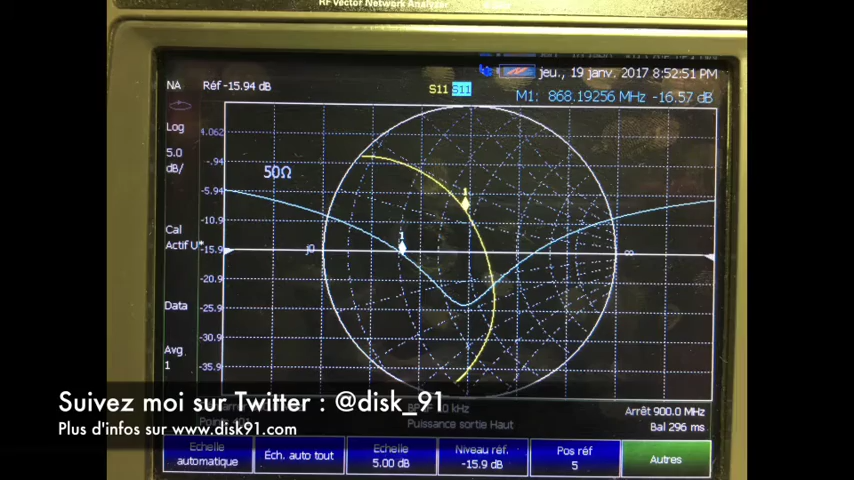 RF Vector Network Analyzer
jeu., 19 janv. 2017 8:52:51 PM
NA
Réf -15.94 dB
S11 S11
M1: 868.19256 MHz -16.57 dB
Log
5.0
dB/
4.062
-.94
50Ω
-5.94
1
-10.9
Cal
Actif U*
1
-15.9
j0
∞
-20.9
Data
-25.9
-30.9
Avg
1
-35.9
Suivez moi sur Twitter : @disk_91
Arrêt 900.0 MHz
Puissance sortie Haut
Bal 296 ms
Plus d'infos sur www.disk91.com
Echelle
automatique
Éch. auto tout
Echelle
5.00 dB
Niveau réf.
-15.9 dB
Pos réf
5
Autres